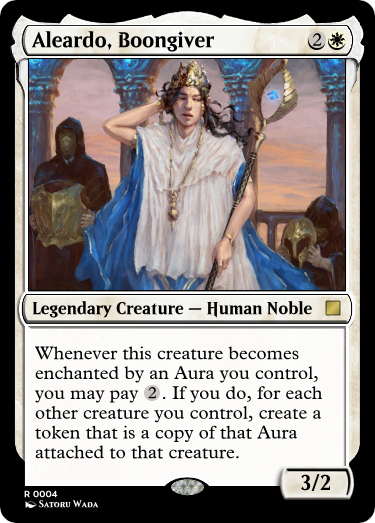 Aleardo, Boongiver 2
Legendary Creature — Human Noble
Whenever this creature becomes
enchanted by an Aura you control,
you may pay 2. If you do, for each
other creature you control, create a
token that is a copy of that Aura
attached to that creature.
3/2
R 0004
Satoru Wada